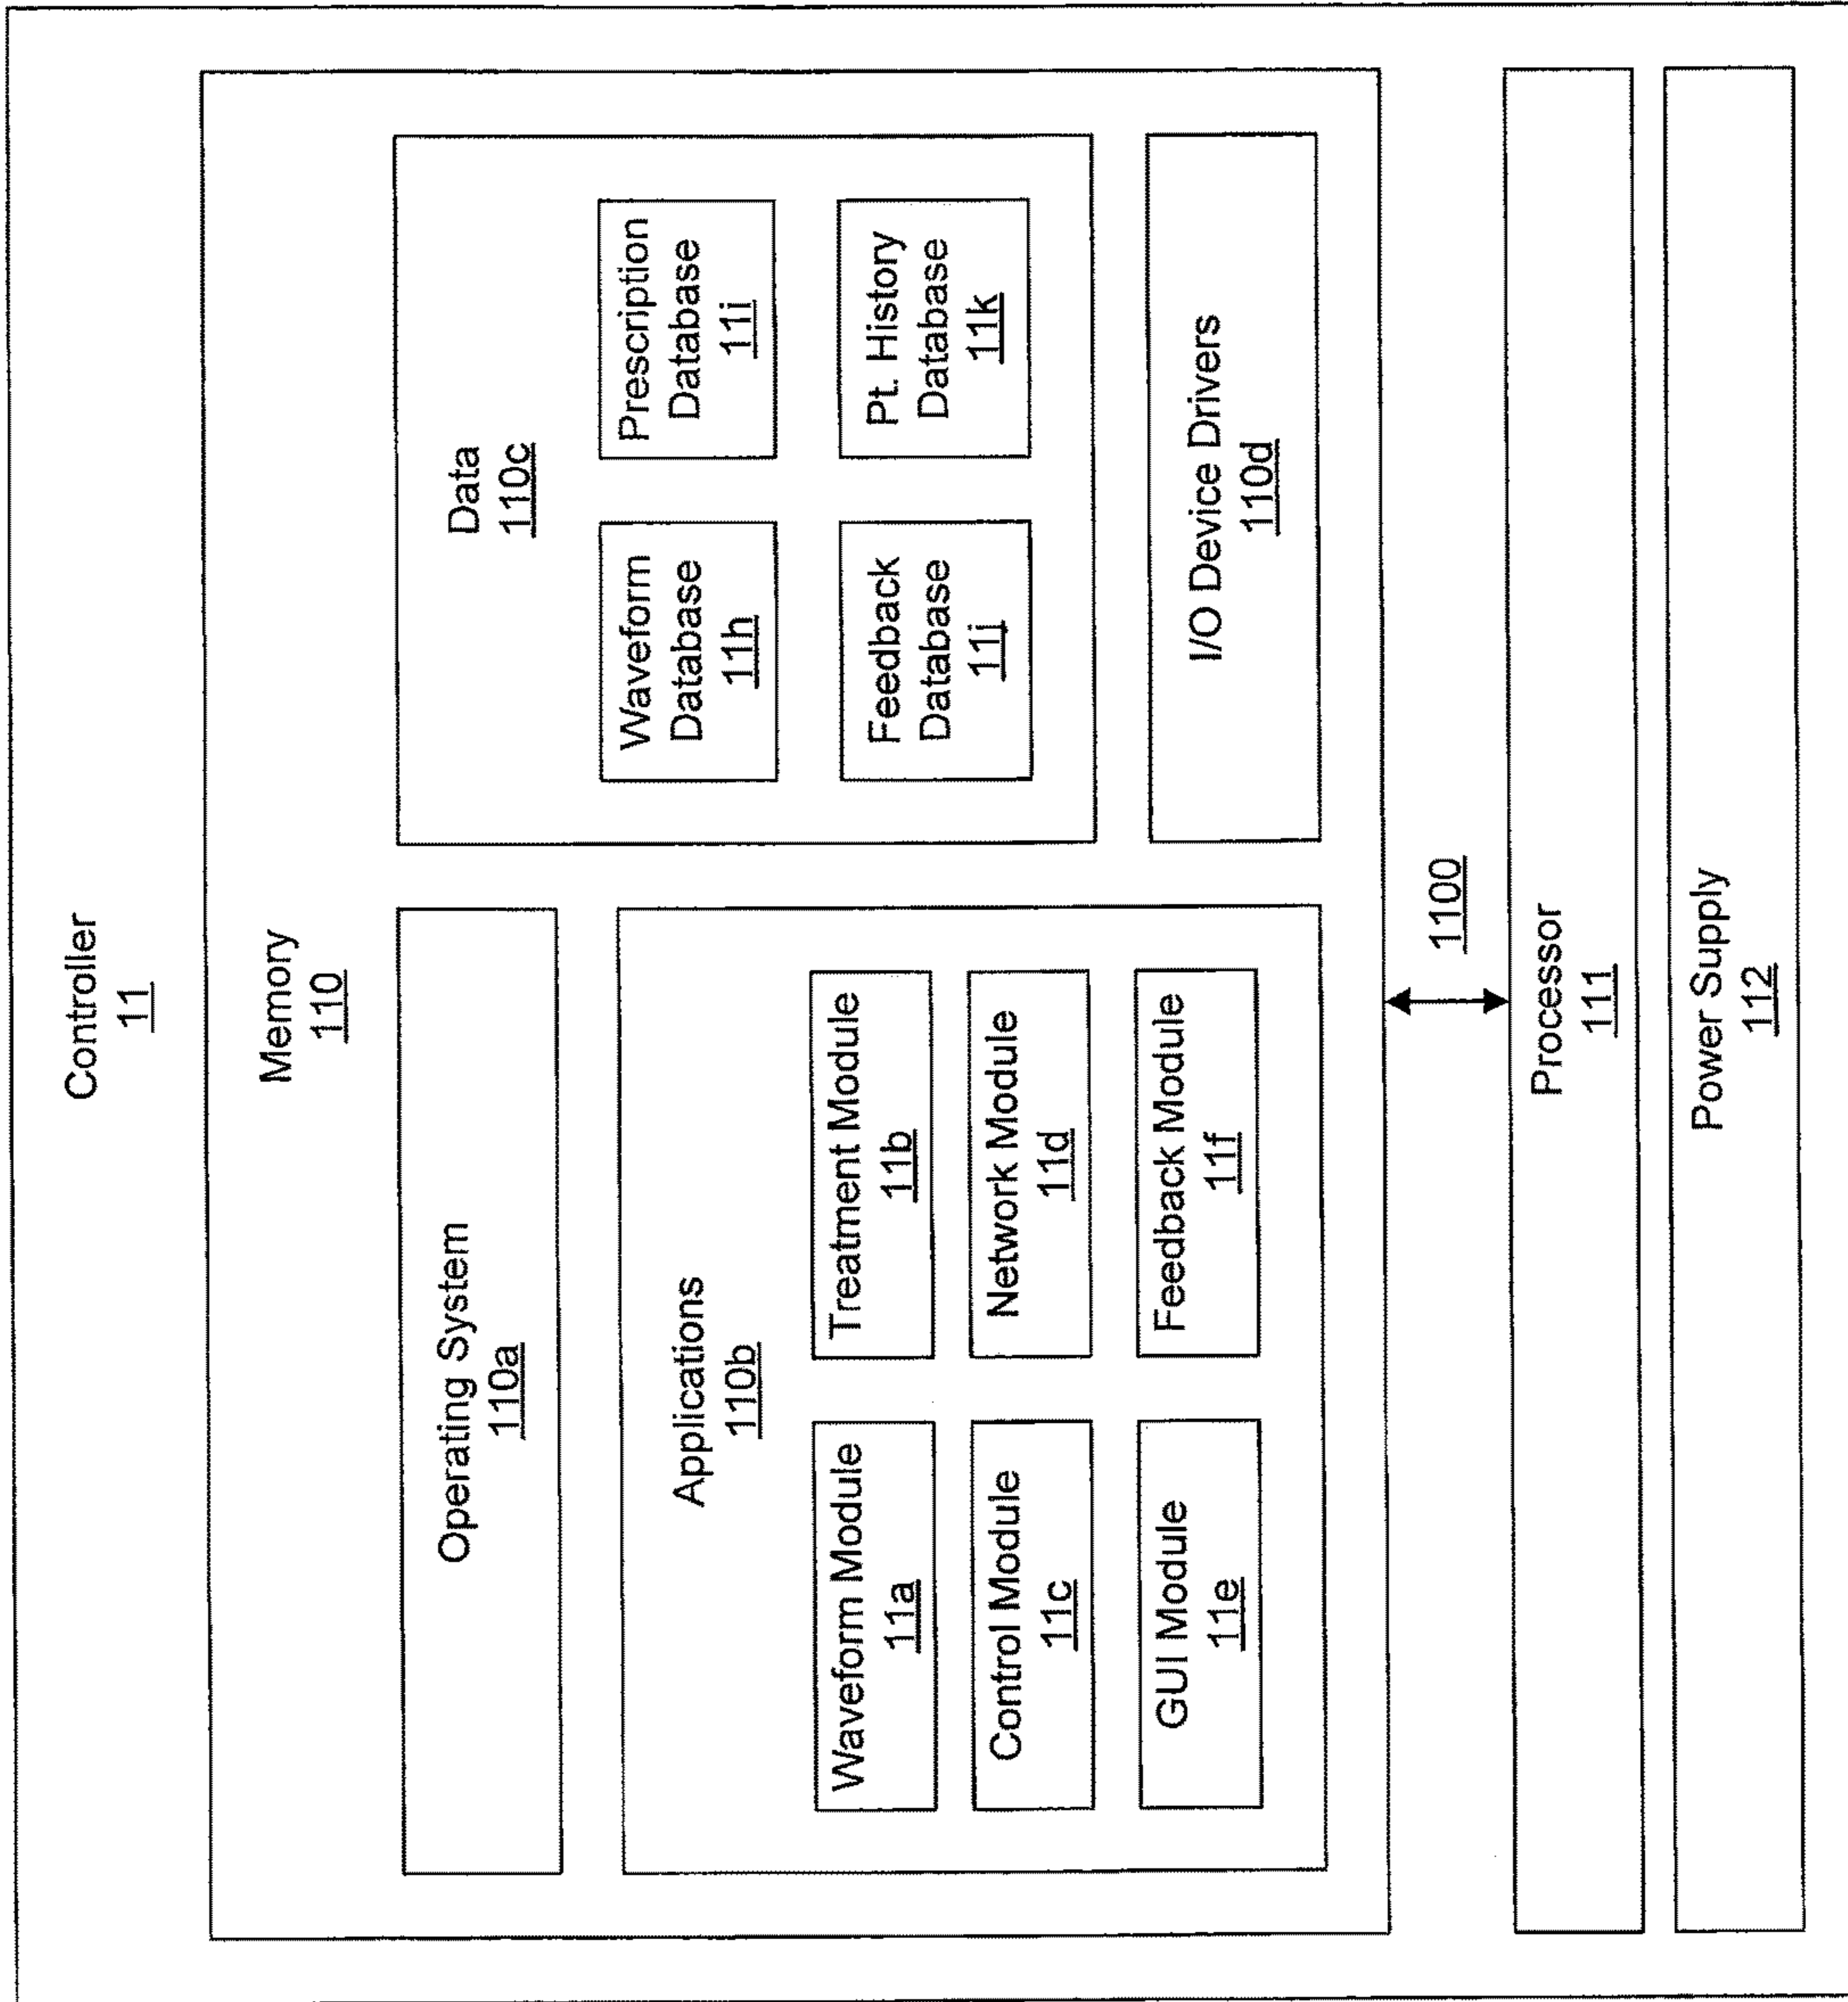 Controller
11
Memory
110
Operating System
110a
Applications
110b
Waveform Module
11a
Treatment Module
11b
Control Module
11c
Network Module
11d
GUI Module
11e
Feedback Module
11f
Data
110c
Waveform
Database
11h
Prescription
Database
11i
Feedback
Database
11j
Pt. History
Database
11k
I/O Device Drivers
110d
1100
Processor
111
Power Supply
112